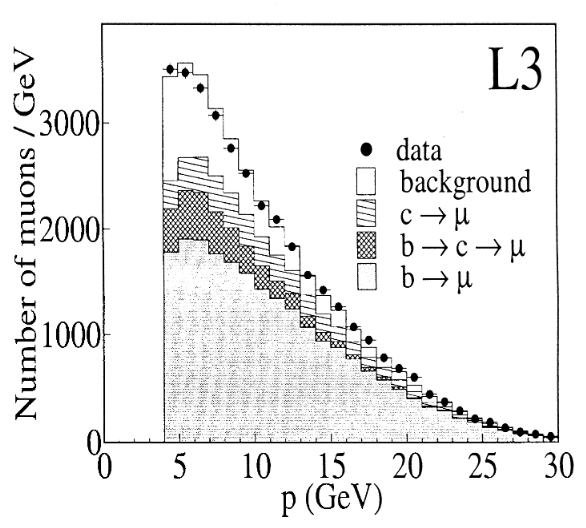 L3
Number of muons / GeV
3000
2000
1000
0
data
background
c → μ
b → c → μ
b → μ
0 5 10 15 20 25 30
p (GeV)